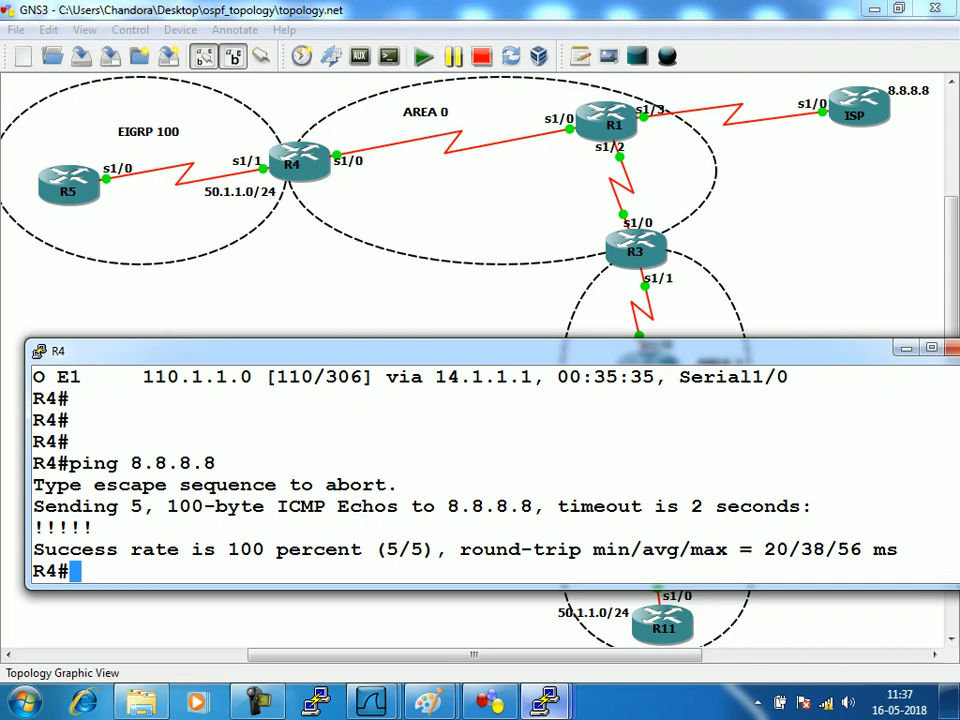 GNS3 - C:\Users\Chandora\Desktop\ospf_topology\topology.net
File Edit View Control Device Annotate Help
AUX
8.8.8.8
AREA 0
s1/0
ISP
s1/3
R1
s1/0
s1/2
EIGRP 100
s1/1
R4
s1/0
s1/0
R5
50.1.1.0/24
s1/0
R3
s1/1
R4
O E1 110.1.1.0 [110/306] via 14.1.1.1, 00:35:35, Serial1/0
R4#
R4#
R4#
R4#ping 8.8.8.8
Type escape sequence to abort.
Sending 5, 100-byte ICMP Echos to 8.8.8.8, timeout is 2 seconds:
!!!!!
Success rate is 100 percent (5/5), round-trip min/avg/max = 20/38/56 ms
R4#
s1/0
50.1.1.0/24
R11
Topology Graphic View
11:37
16-05-2018